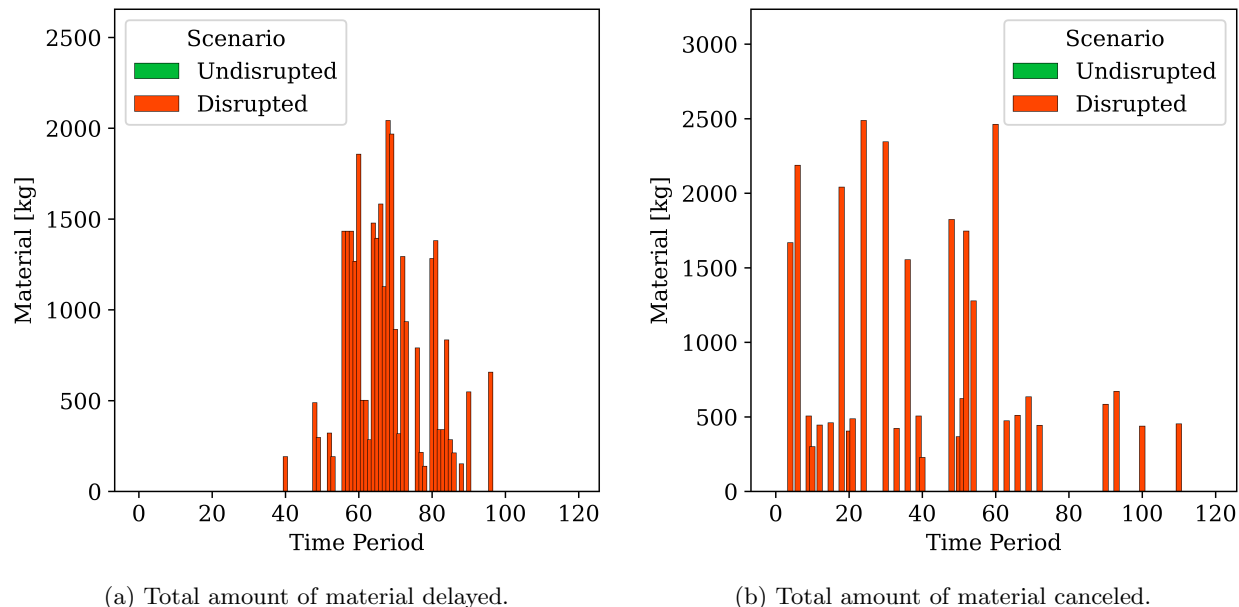 Scenario
Undisrupted
Disrupted
2500
2000
1500
1000
500
0
Material [kg]
0 20 40 60 80 100 120
Time Period
(a) Total amount of material delayed.
Scenario
Undisrupted
Disrupted
3000
2500
2000
1500
1000
500
0
Material [kg]
0 20 40 60 80 100 120
Time Period
(b) Total amount of material canceled.